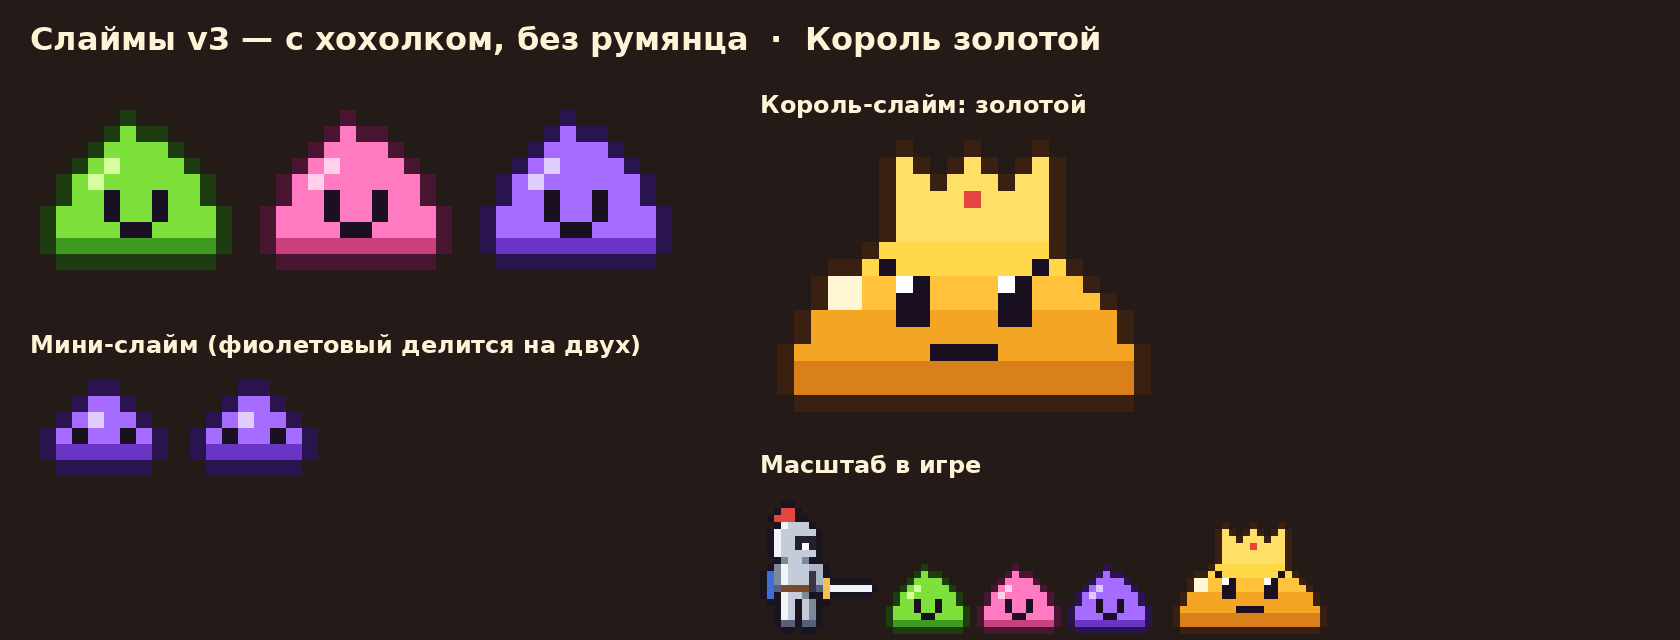 Слаймы v3 — с хохолком, без румянца · Король золотой
Король-слайм: золотой
Мини-слайм (фиолетовый делится на двух)
Масштаб в игре